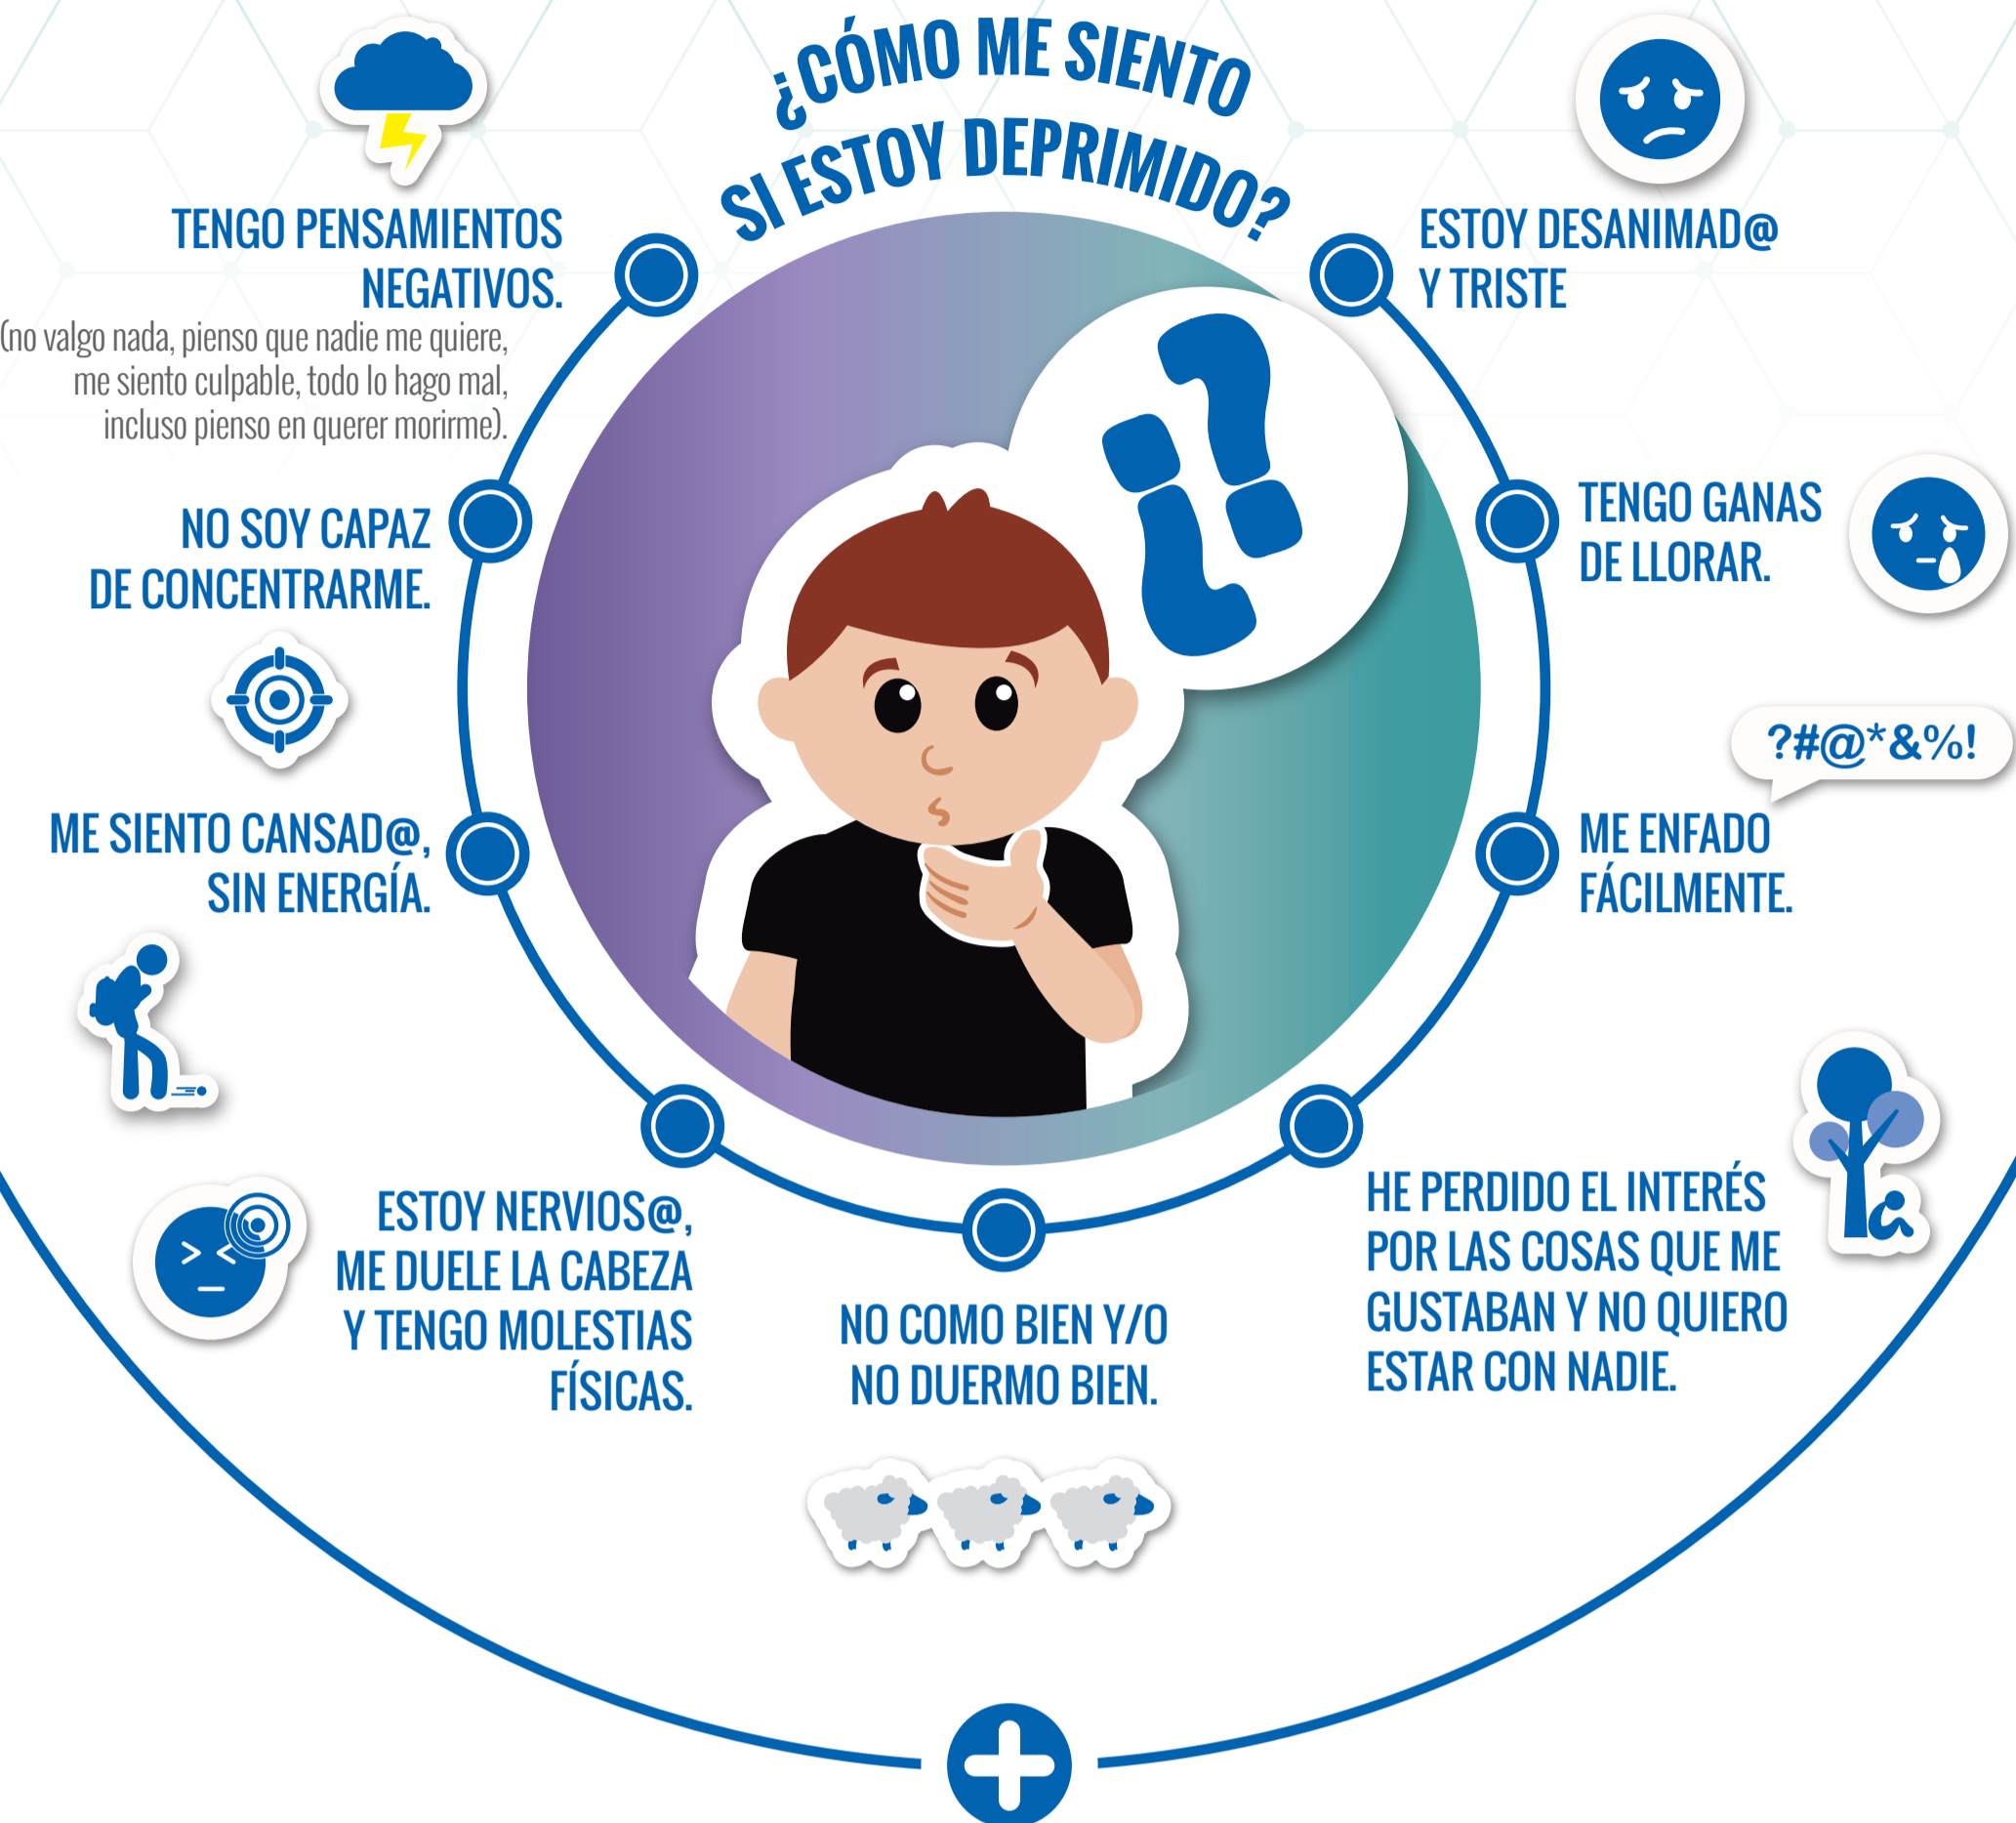 ¿CÓMO ME SIENTO
SI ESTOY DEPRIMIDO?
TENGO PENSAMIENTOS
NEGATIVOS.
(no valgo nada, pienso que nadie me quiere,
me siento culpable, todo lo hago mal,
incluso pienso en querer morirme).
NO SOY CAPAZ
DE CONCENTRARME.
ME SIENTO CANSAD@,
SIN ENERGÍA.
ESTOY NERVIOS@,
ME DUELE LA CABEZA
Y TENGO MOLESTIAS
FÍSICAS.
NO COMO BIEN Y/O
NO DUERMO BIEN.
ESTOY DESANIMAD@
Y TRISTE
TENGO GANAS
DE LLORAR.
?#@*&%!
ME ENFADO
FÁCILMENTE.
HE PERDIDO EL INTERÉS
POR LAS COSAS QUE ME
GUSTABAN Y NO QUIERO
ESTAR CON NADIE.
¿?